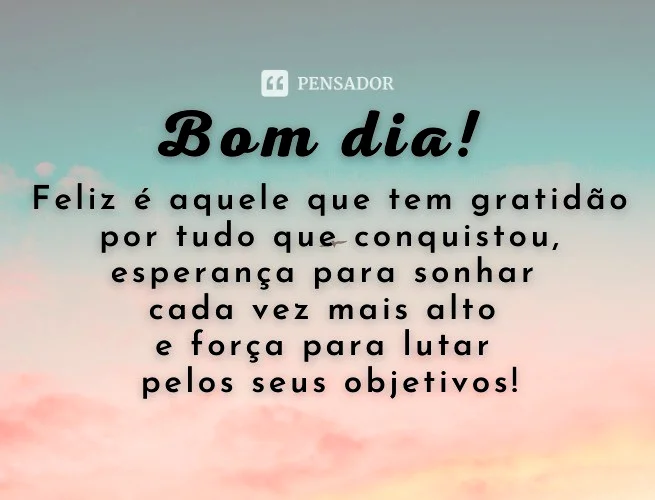 PENSADOR
Bom dia!
Feliz é aquele que tem gratidão
por tudo que conquistou,
esperança para sonhar
cada vez mais alto
e força para lutar
pelos seus objetivos!